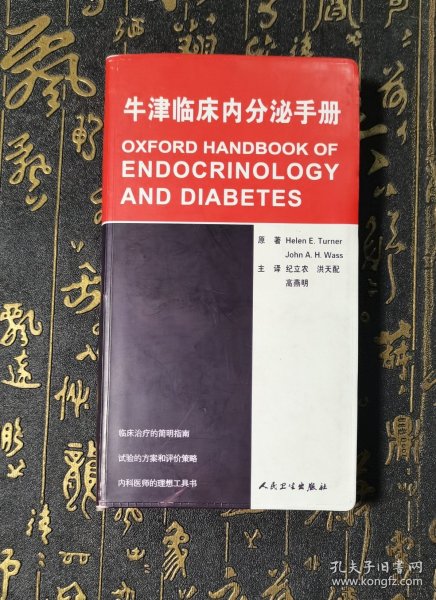 牛津临床内分泌手册
OXFORD HANDBOOK OF
ENDOCRINOLOGY
AND DIABETES
原 著 Helen E. Turner
John A. H. Wass
主 译 纪立农 洪天配
高燕明
临床治疗的简明指南
试验的方案和评价策略
内科医师的理想工具书
人民卫生出版社
孔夫子旧书网
www.kongfz.com